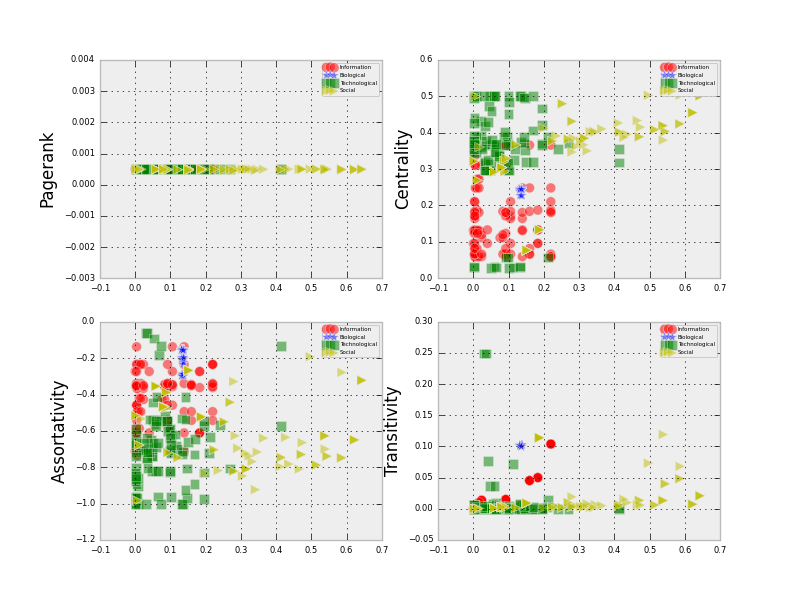 Pagerank
0.004
0.003
0.002
0.001
0.000
−0.001
−0.002
−0.003
−0.1 0.0 0.1 0.2 0.3 0.4 0.5 0.6 0.7
Information
Biological
Technological
Social
Centrality
0.6
0.5
0.4
0.3
0.2
0.1
0.0
−0.1 0.0 0.1 0.2 0.3 0.4 0.5 0.6 0.7
Information
Biological
Technological
Social
Assortativity
0.0
−0.2
−0.4
−0.6
−0.8
−1.0
−1.2
−0.1 0.0 0.1 0.2 0.3 0.4 0.5 0.6 0.7
Information
Biological
Technological
Social
Transitivity
0.30
0.25
0.20
0.15
0.10
0.05
0.00
−0.05
−0.1 0.0 0.1 0.2 0.3 0.4 0.5 0.6 0.7
Information
Biological
Technological
Social